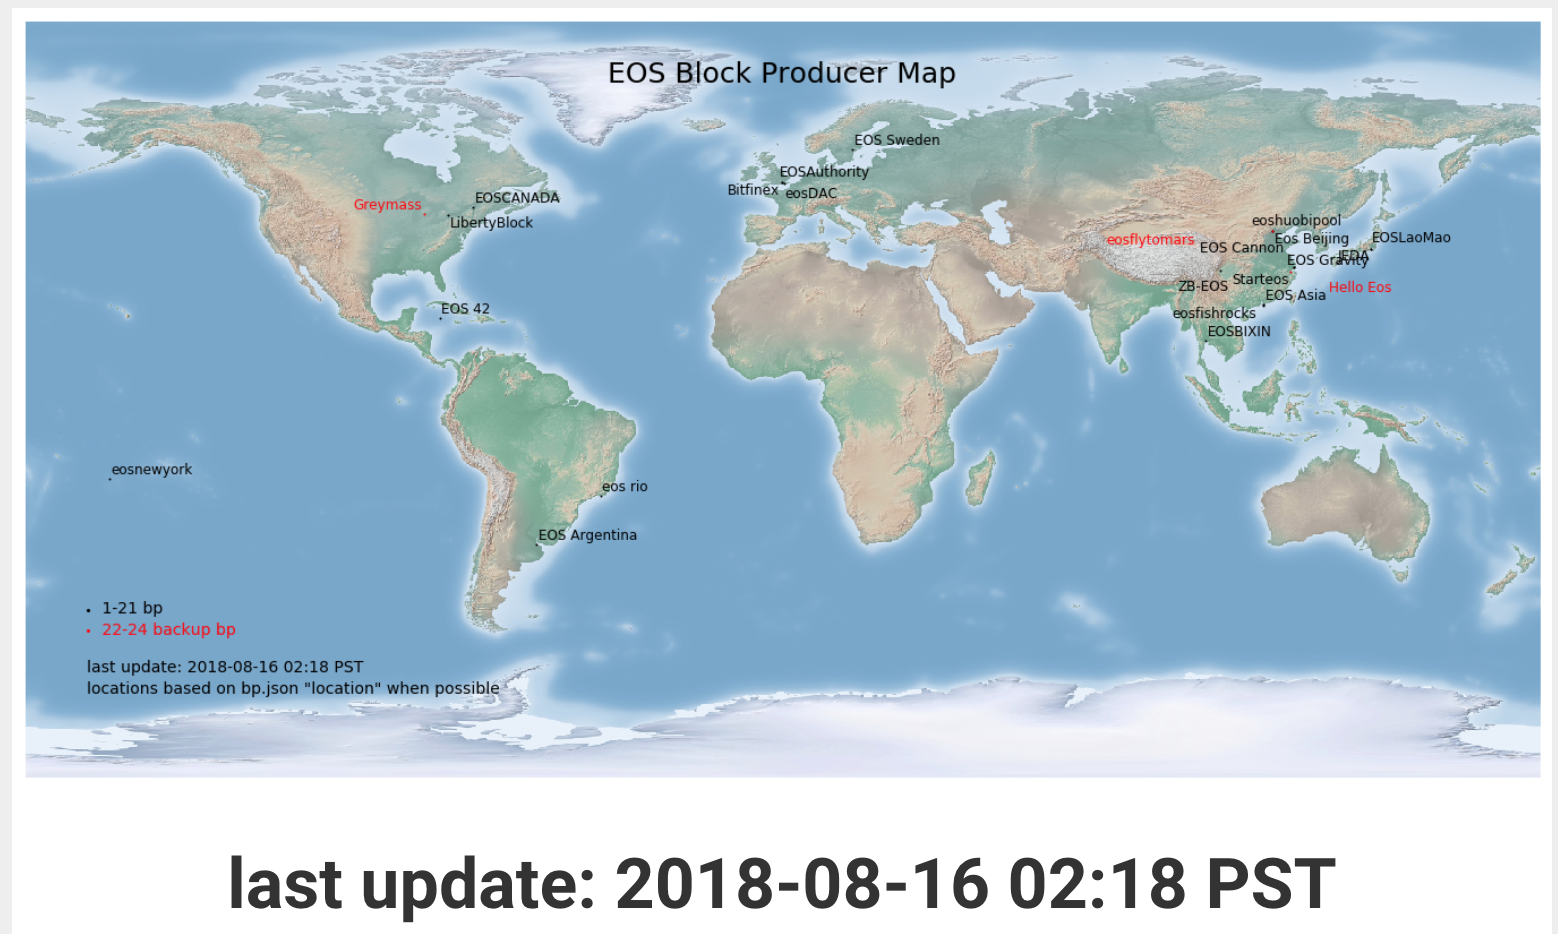 EOS Block Producer Map
EOS Sweden
EOSAuthority
Bitfinex
eosDAC
EOSCANADA
Greymass
LibertyBlock
eoshuobipool
EOSLaoMao
Eos Beijing
eosflytomars
EOS Cannon
JEDA
EOS Gravity
Starteos
ZB-EOS
Hello Eos
EOS Asia
EOS 42
eosfishrocks
EOSBIXIN
eosnewyork
eos rio
EOS Argentina
1-21 bp
22-24 backup bp
last update: 2018-08-16 02:18 PST
locations based on bp.json "location" when possible
last update: 2018-08-16 02:18 PST